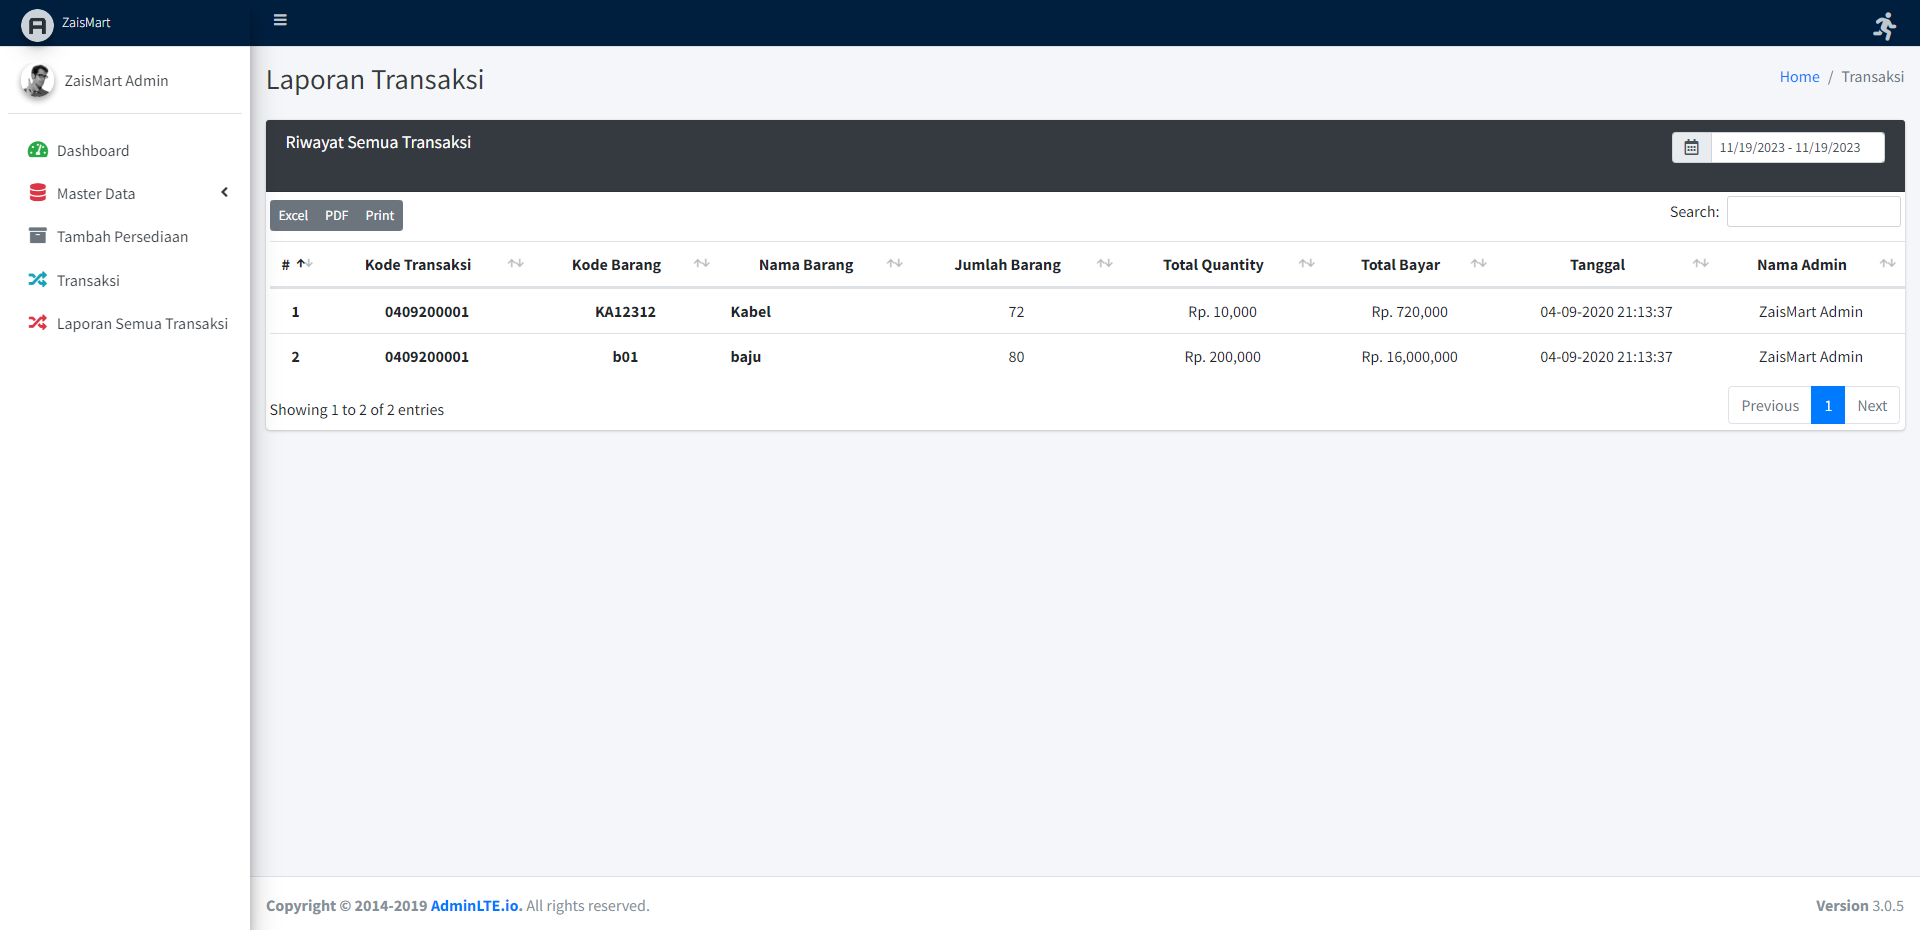 ZaisMart
ZaisMart Admin
Dashboard
Master Data
Tambah Persediaan
Transaksi
Laporan Semua Transaksi
Laporan Transaksi
Home / Transaksi
Riwayat Semua Transaksi
11/19/2023 - 11/19/2023
Excel PDF Print
Search:
# Kode Transaksi Kode Barang Nama Barang Jumlah Barang Total Quantity Total Bayar Tanggal Nama Admin
1 0409200001 KA12312 Kabel 72 Rp. 10,000 Rp. 720,000 04-09-2020 21:13:37 ZaisMart Admin
2 0409200001 b01 baju 80 Rp. 200,000 Rp. 16,000,000 04-09-2020 21:13:37 ZaisMart Admin
Showing 1 to 2 of 2 entries
Previous 1 Next
Copyright © 2014-2019 AdminLTE.io. All rights reserved.
Version 3.0.5